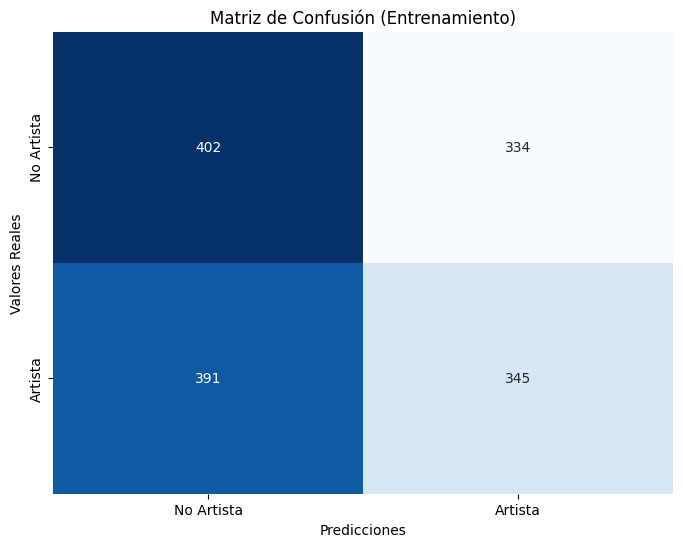 Matriz de Confusión (Entrenamiento)
Valores Reales
No Artista
402
334
Artista
391
345
No Artista
Artista
Predicciones